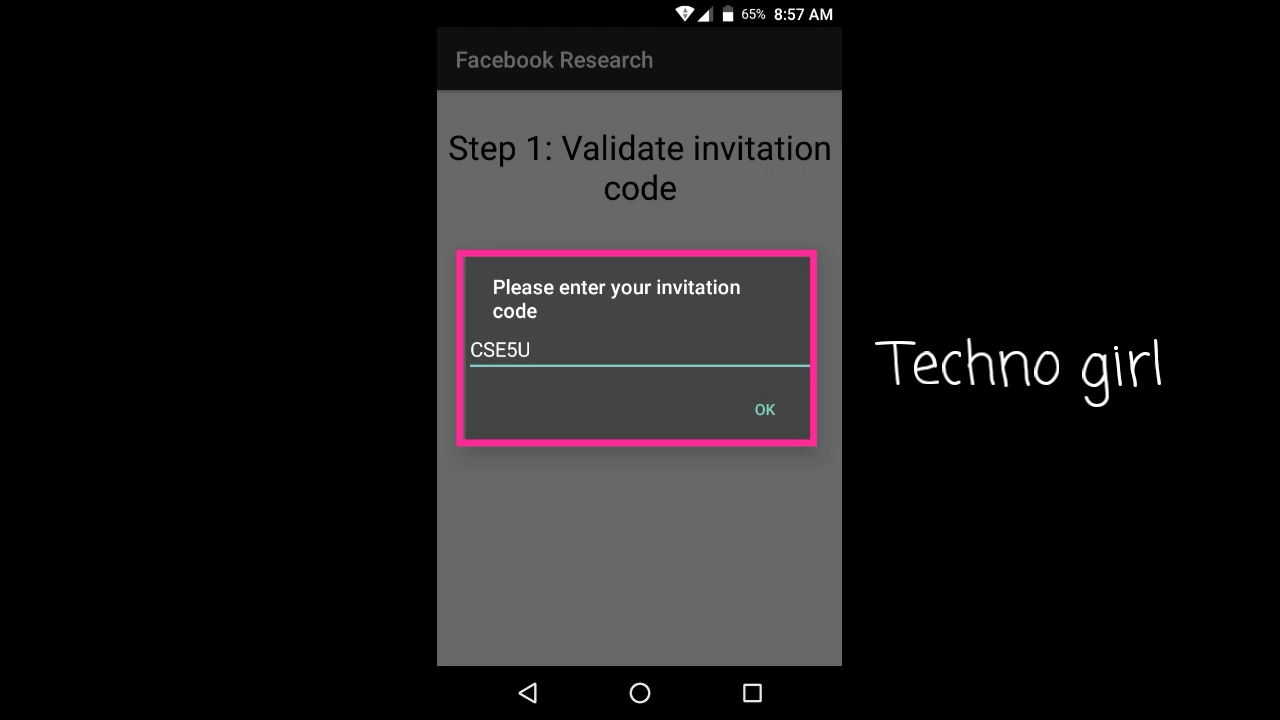 65% 8:57 AM
Facebook Research
Step 1: Validate invitation
code
Please enter your invitation
code
CSE5U
OK
Techno girl